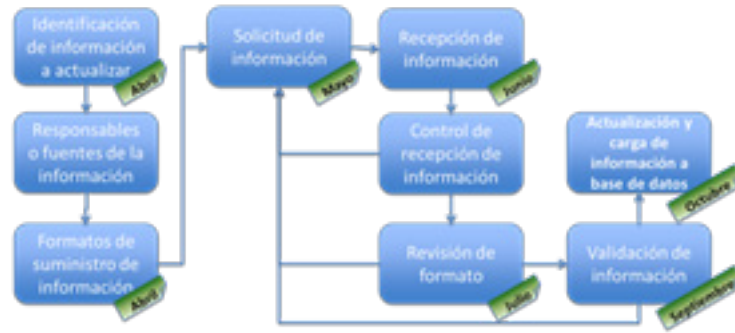 Identificación
de información
a actualizar
Abril
Responsables
o fuentes de la
información
Formatos de
suministro de
información
Abril
Solicitud de
información
Mayo
Recepción de
información
Junio
Control de
recepción de
información
Revisión de
formato
Julio
Validación de
información
Septiembre
Actualización y
carga de
información a
base de datos
Octubre